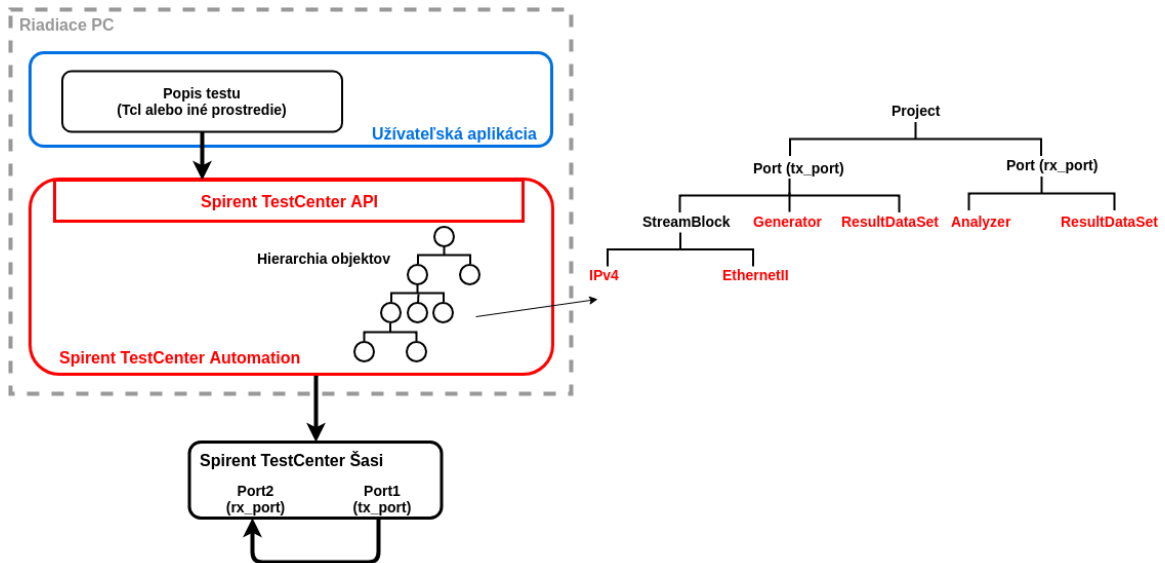 Riadiace PC
Popis testu
(Tcl alebo iné prostredie)
Užívateľská aplikácia
Spirent TestCenter API
Hierarchia objektov
Spirent TestCenter Automation
Spirent TestCenter Šasi
Port2
(rx_port)
Port1
(tx_port)
Project
Port (tx_port)
Port (rx_port)
StreamBlock
Generator
ResultDataSet
Analyzer
ResultDataSet
IPv4
EthernetII